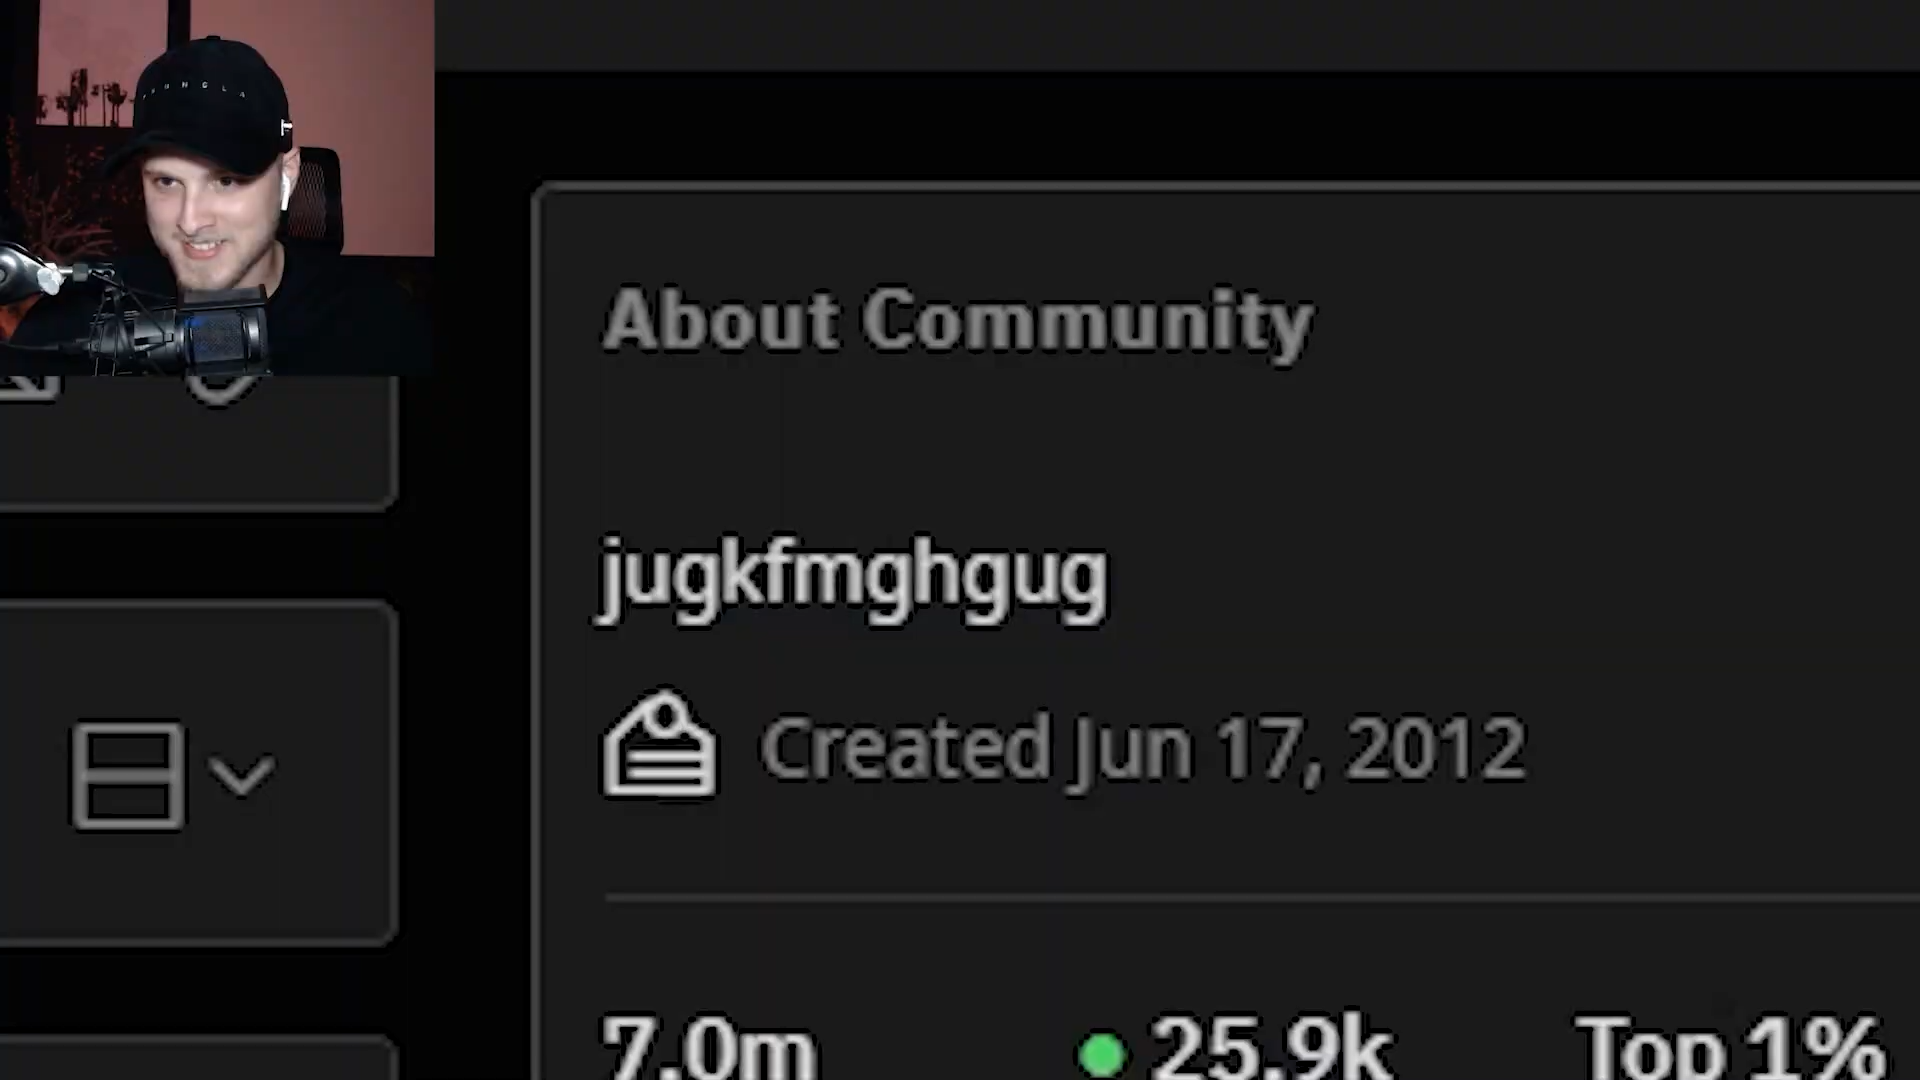 About Community
jugkfmghgug
Created Jun 17, 2012
7.0m 25.9k Top 1%